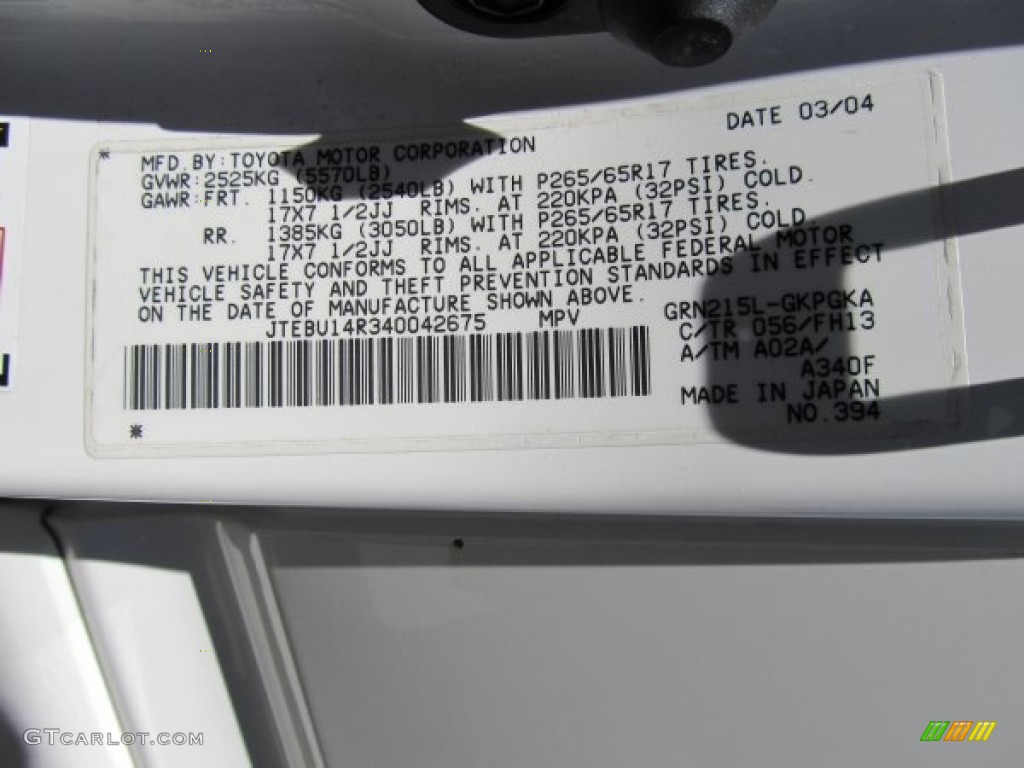 DATE 03/04
MFD. BY: TOYOTA MOTOR CORPORATION
GVWR: 2525KG (5570LB)
GAWR: FRT. 1150KG (2540LB) WITH P265/65R17 TIRES.
17X7 1/2JJ RIMS. AT 220KPA (32PSI) COLD.
RR. 1385KG (3050LB) WITH P265/65R17 TIRES.
17X7 1/2JJ RIMS. AT 220KPA (32PSI) COLD.
THIS VEHICLE CONFORMS TO ALL APPLICABLE FEDERAL MOTOR
VEHICLE SAFETY AND THEFT PREVENTION STANDARDS IN EFFECT
ON THE DATE OF MANUFACTURE SHOWN ABOVE.
JTEBU14R340042675 MPV
GRN215L-GKPGKA
C/TR 056/FH13
A/TM A02A/
A340F
MADE IN JAPAN
NO.394
GTCARLOT.COM